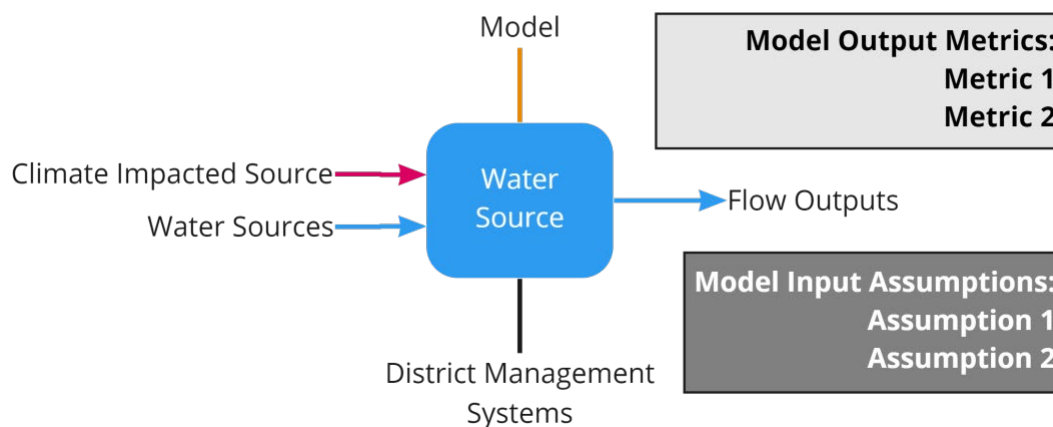 Model
Model Output Metrics:
Metric 1
Metric 2
Climate Impacted Source
Water Sources
Water
Source
Flow Outputs
Model Input Assumptions:
Assumption 1
Assumption 2
District Management
Systems